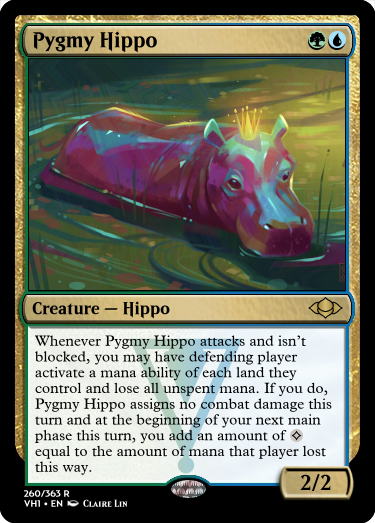 Pygmy Hippo
Creature — Hippo
Whenever Pygmy Hippo attacks and isn't
blocked, you may have defending player
activate a mana ability of each land they
control and lose all unspent mana. If you do,
Pygmy Hippo assigns no combat damage this
turn and at the beginning of your next main
phase this turn, you add an amount of
equal to the amount of mana that player lost
this way.
2/2
260/363 R
VHI • EN Claire Lin